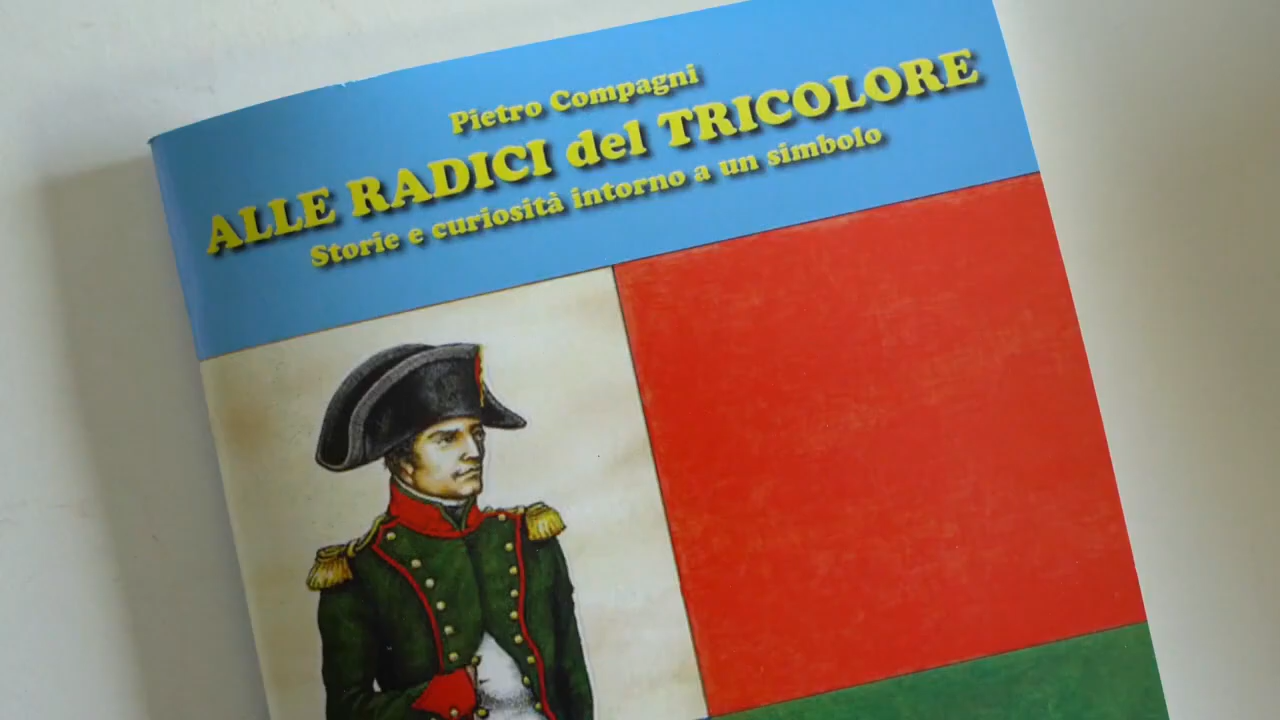 Pietro Compagni
ALLE RADICI del TRICOLORE
Storie e curiosità intorno a un simbolo